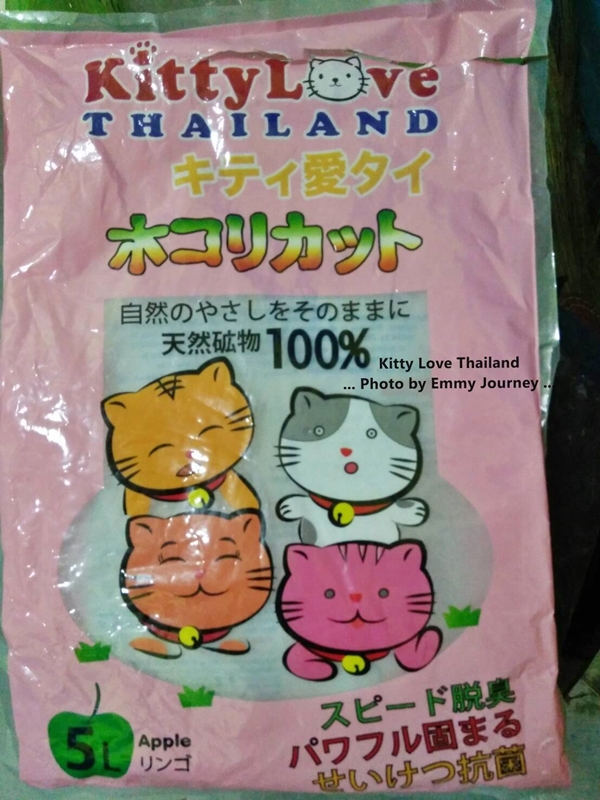 KittyLove
THAILAND
キティ愛タイ
ホコリカット
自然のやさしをそのままに
天然砿物100%
Kitty Love Thailand
... Photo by Emmy Journey ...
スピード脱臭
パワフル固まる
せいけつ抗菌
5L
Apple
リンゴ